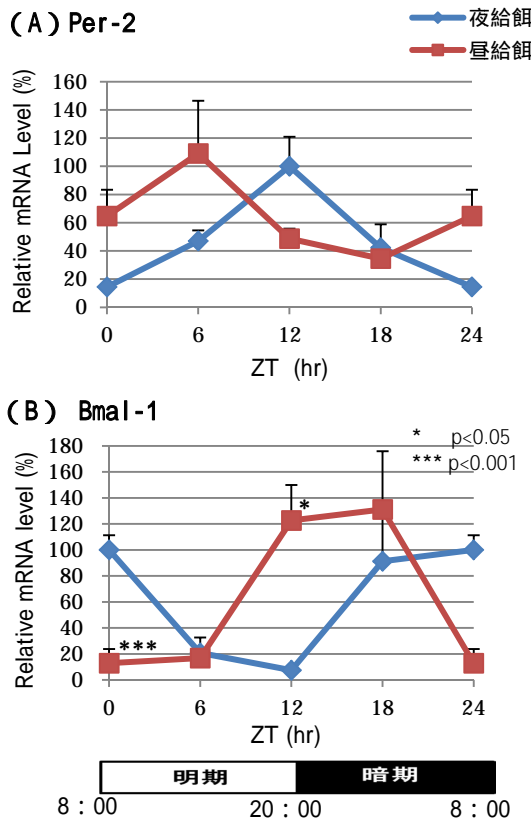 (A) Per-2
夜給餌
昼給餌
Relative mRNA Level (%)
160
140
120
100
80
60
40
20
0
0 6 12 18 24
ZT (hr)
(B) Bmal-1
* p<0.05
*** p<0.001
Relative mRNA level (%)
180
160
140
120
100
80
60
40
20
0
*
***
0 6 12 18 24
ZT (hr)
明期 暗期
8:00 20:00 8:00